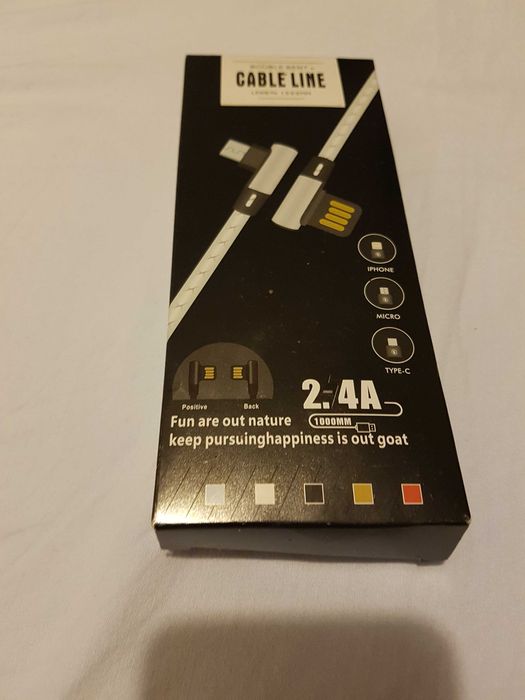 CABLE LINE
IPHONE
MICRO
TYPE-C
Positive
Back
2.4A
1000MM
Fun are out nature
keep pursuinghappiness is out goat